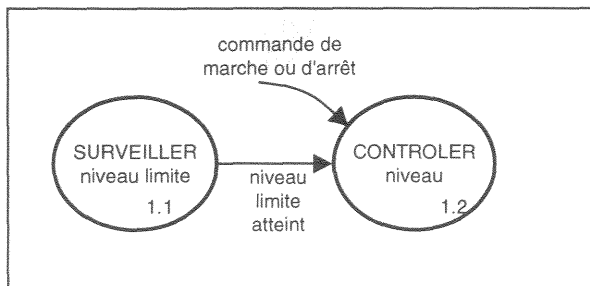 commande de
marche ou d'arrêt
SURVEILLER
niveau limite
1.1
niveau
limite
atteint
CONTROLER
niveau
1.2